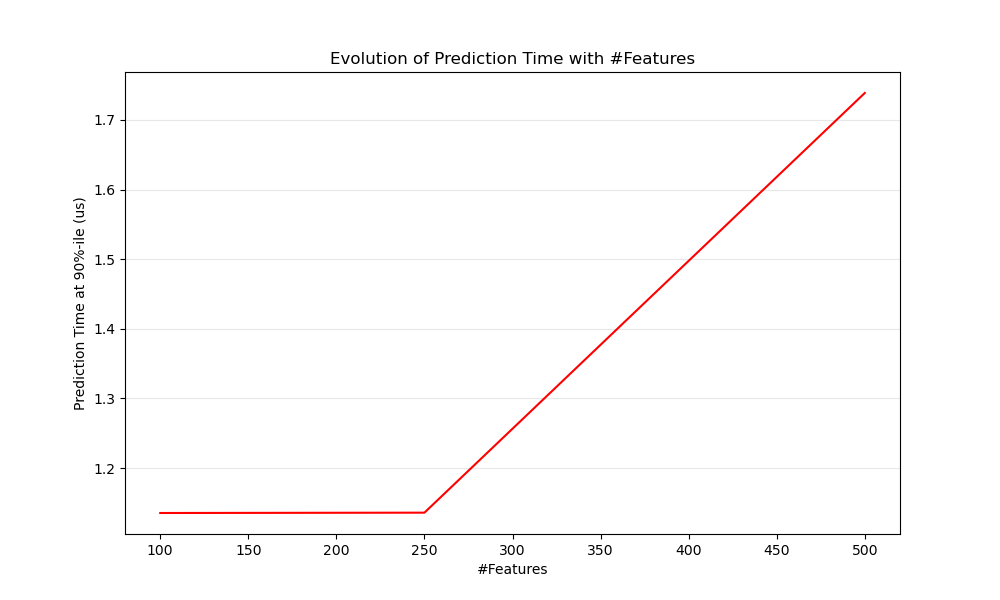 Evolution of Prediction Time with #Features
Prediction Time at 90%-ile (us)
1.7
1.6
1.5
1.4
1.3
1.2
100 150 200 250 300 350 400 450 500
#Features